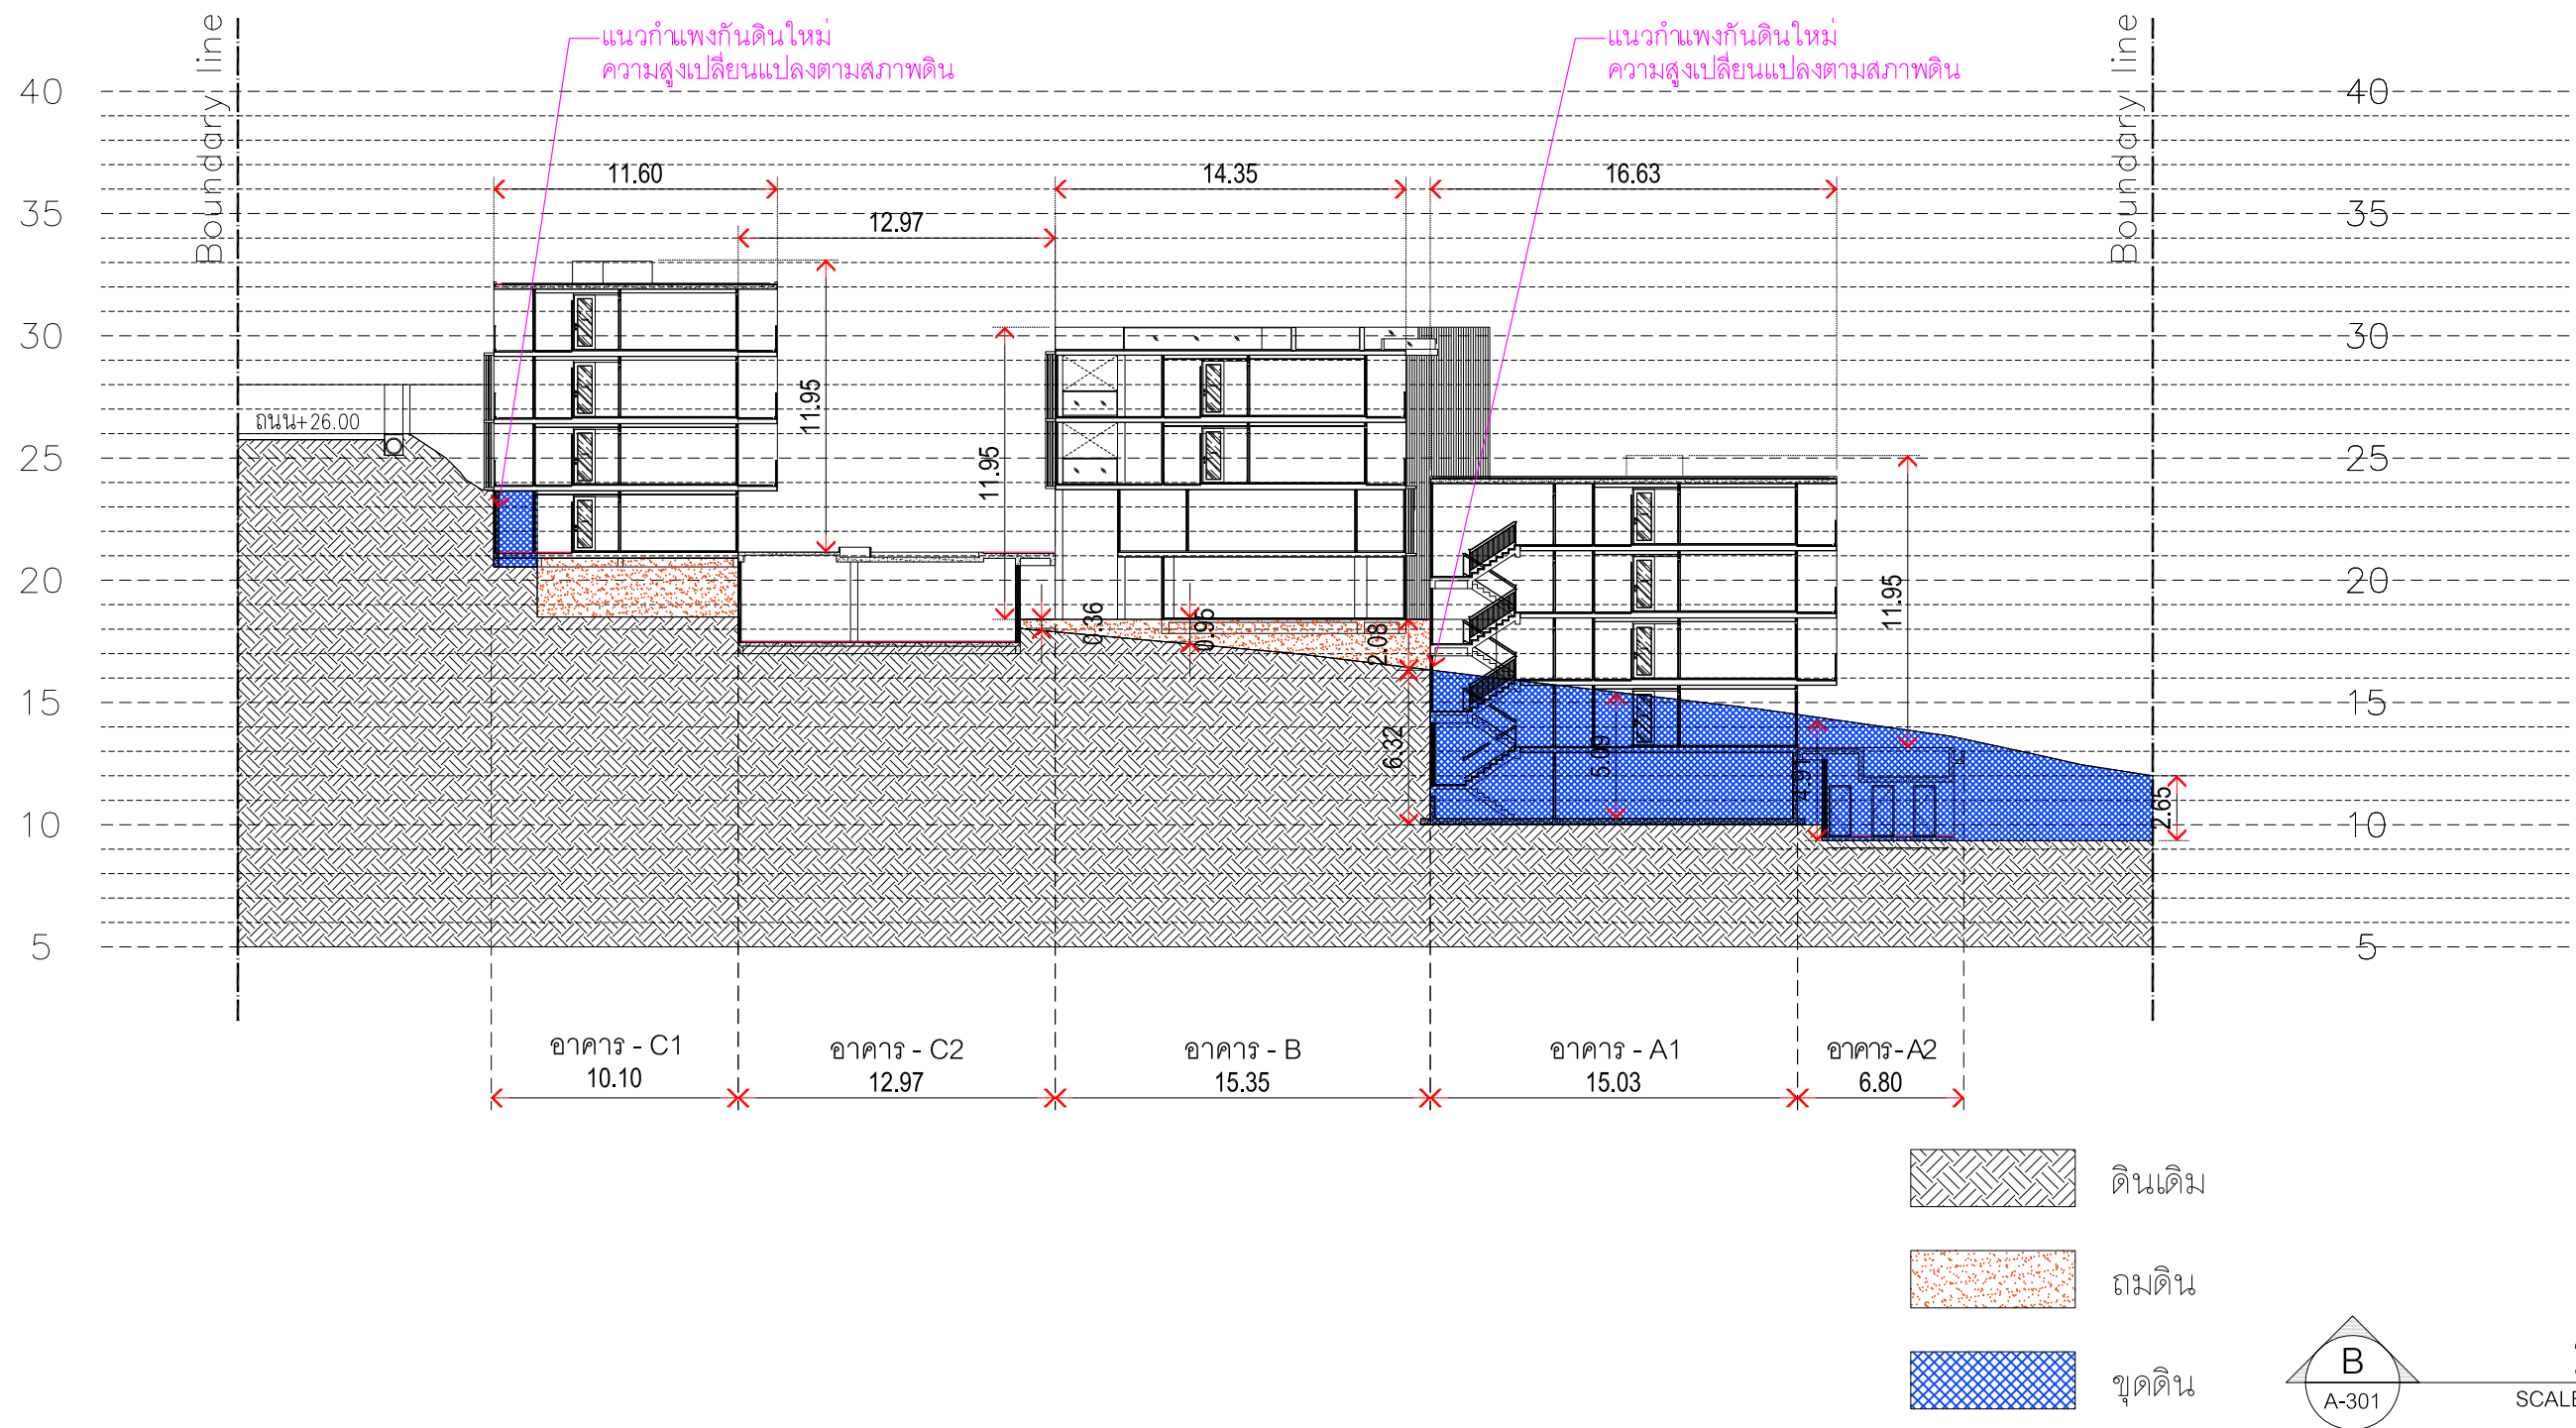 แนวกำแพงกันดินใหม่
ความสูงเปลี่ยนแปลงตามสภาพดิน
แนวกำแพงกันดินใหม่
ความสูงเปลี่ยนแปลงตามสภาพดิน
Boundary line
Boundary line
40
40
11.60
14.35
16.63
35
35
12.97
30
30
11.95
11.95
11.95
ถนน+26.00
25
25
20
20
0.36
0.95
2.08
15
15
6.32
5.09
4.91
2.65
10
10
5
5
อาคาร - C1
อาคาร - C2
อาคาร - B
อาคาร - A1
อาคาร-A2
10.10
12.97
15.35
15.03
6.80
ดินเดิม
ถมดิน
ขุดดิน
B
A-301
SCALE